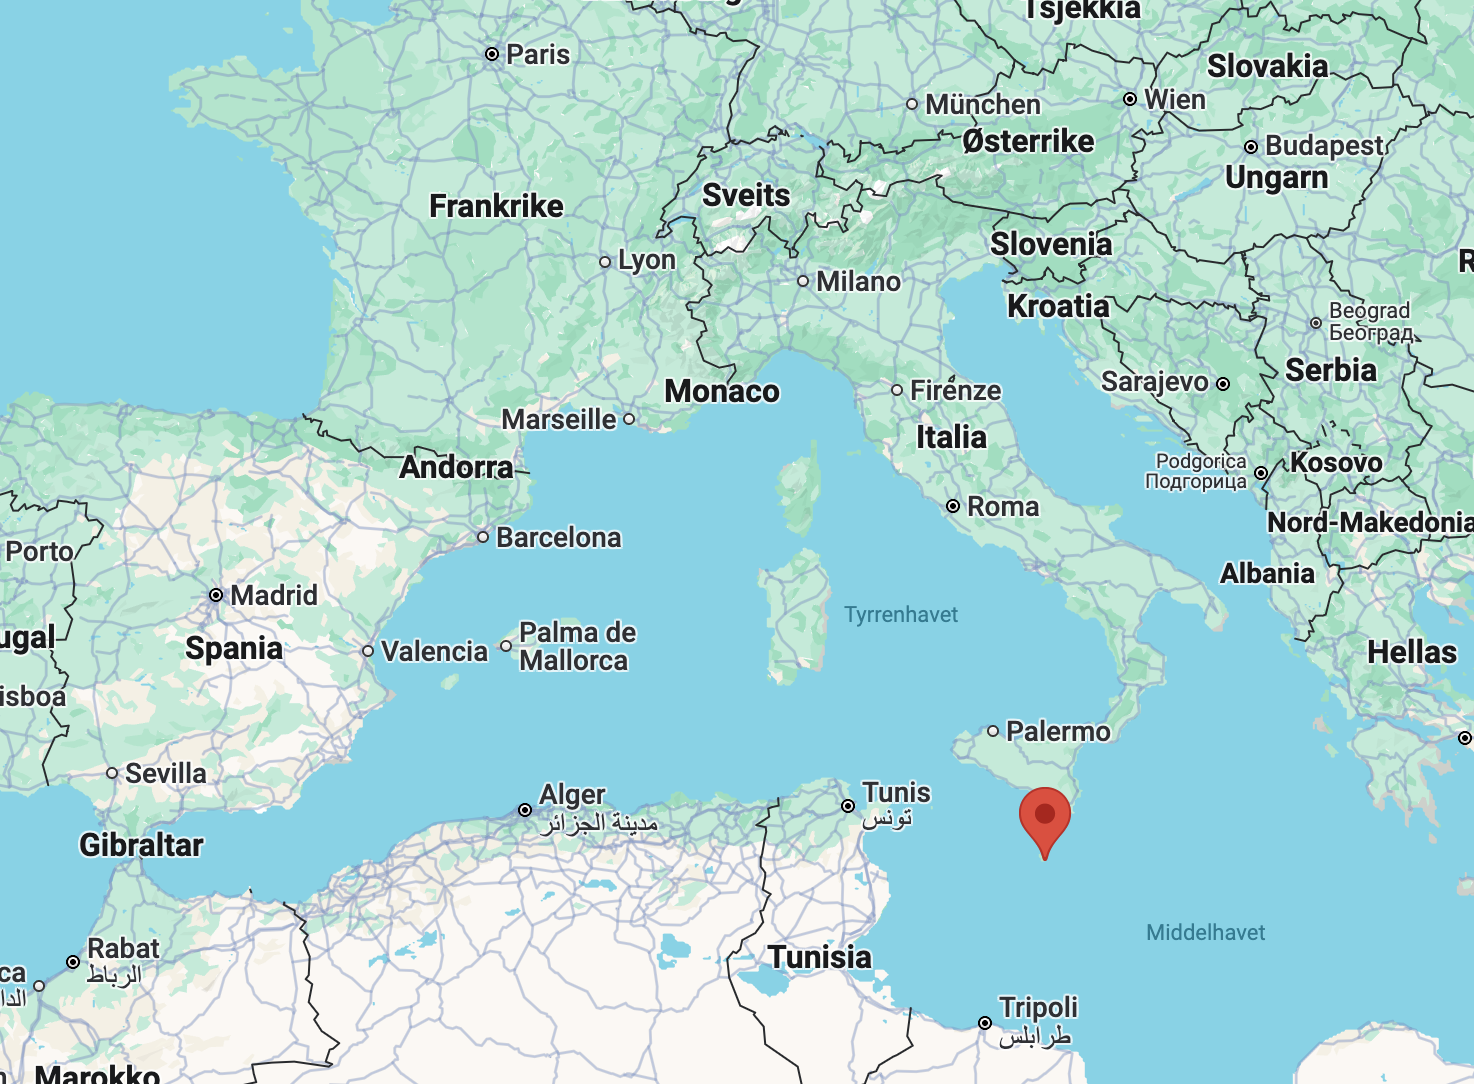 Tsjekkia
Paris
Slovakia
München
Wien
Østerrike
Budapest
Ungarn
Sveits
Frankrike
Slovenia
Lyon
Milano
Kroatia
Beograd
Београд
Serbia
Monaco
Firenze
Sarajevo
Marseille
Italia
Andorra
Podgorica
Подгорица
Kosovo
Roma
Nord-Makedonia
Barcelona
Porto
Albania
Madrid
Tyrrenhavet
Palma de
Mallorca
ugal
Spania
Valencia
Hellas
isboa
Palermo
Sevilla
Alger
مدينة الجزائر
Tunis
تونس
Gibraltar
Middelhavet
Rabat
الرباط
Tunisia
ca
الدا
Tripoli
طرابلس
Marokko